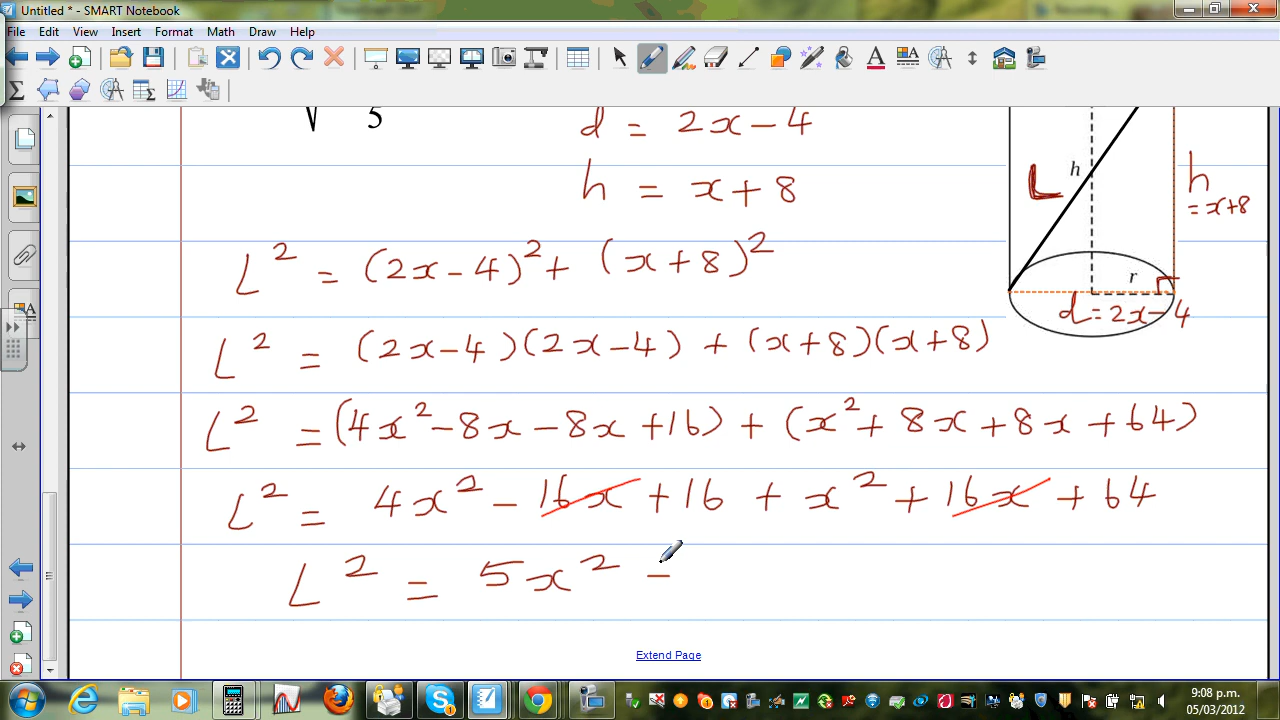 Untitled * - SMART Notebook
File Edit View Insert Format Math Draw Help
√ 5
d = 2x - 4
h = x + 8
h
L
h
= x+8
r
d = 2x - 4
L² = (2x - 4)² + (x + 8)²
L² = (2x - 4)(2x - 4) + (x + 8)(x + 8)
L² = (4x² - 8x - 8x + 16) + (x² + 8x + 8x + 64)
L² = 4x² - 16x + 16 + x² + 16x + 64
L² = 5x² -
Extend Page
9:08 p.m.
05/03/2012